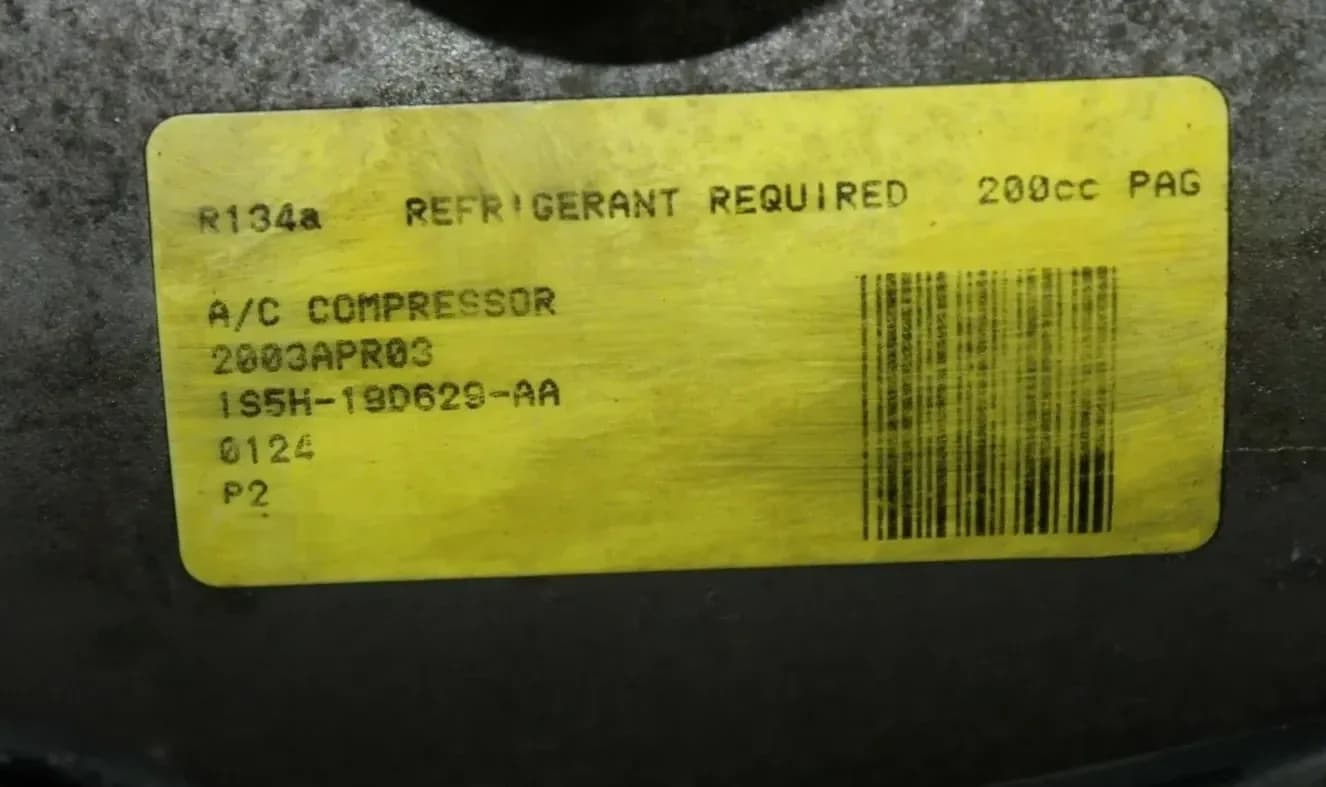 R134a REFRIGERANT REQUIRED 200cc PAG
A/C COMPRESSOR
2003APR03
1S5H-19D629-AA
0124
P2